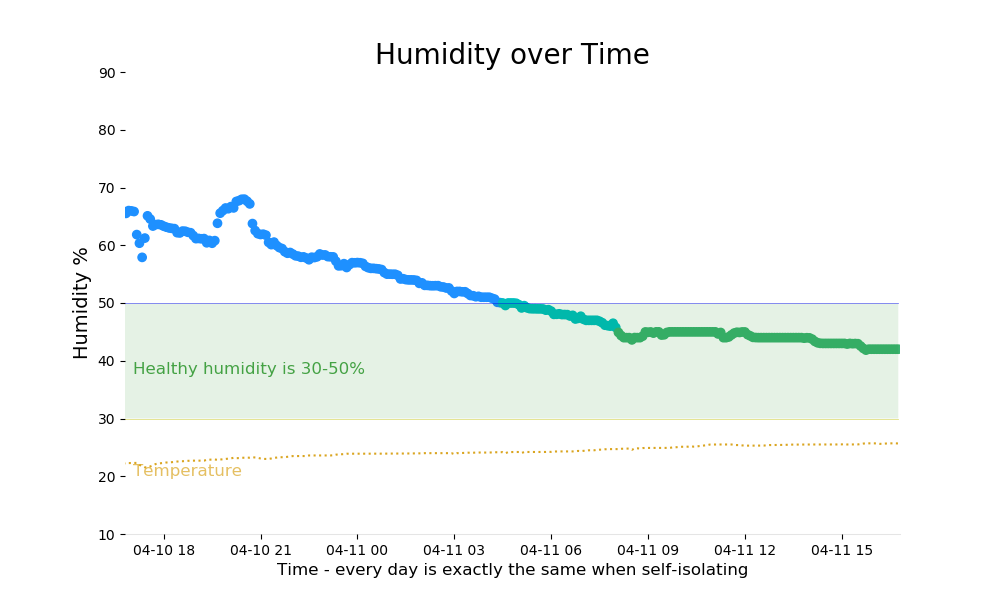 Humidity over Time
Humidity %
90
80
70
60
50
40
30
20
10
Healthy humidity is 30-50%
Temperature
04-10 18 04-10 21 04-11 00 04-11 03 04-11 06 04-11 09 04-11 12 04-11 15
Time - every day is exactly the same when self-isolating